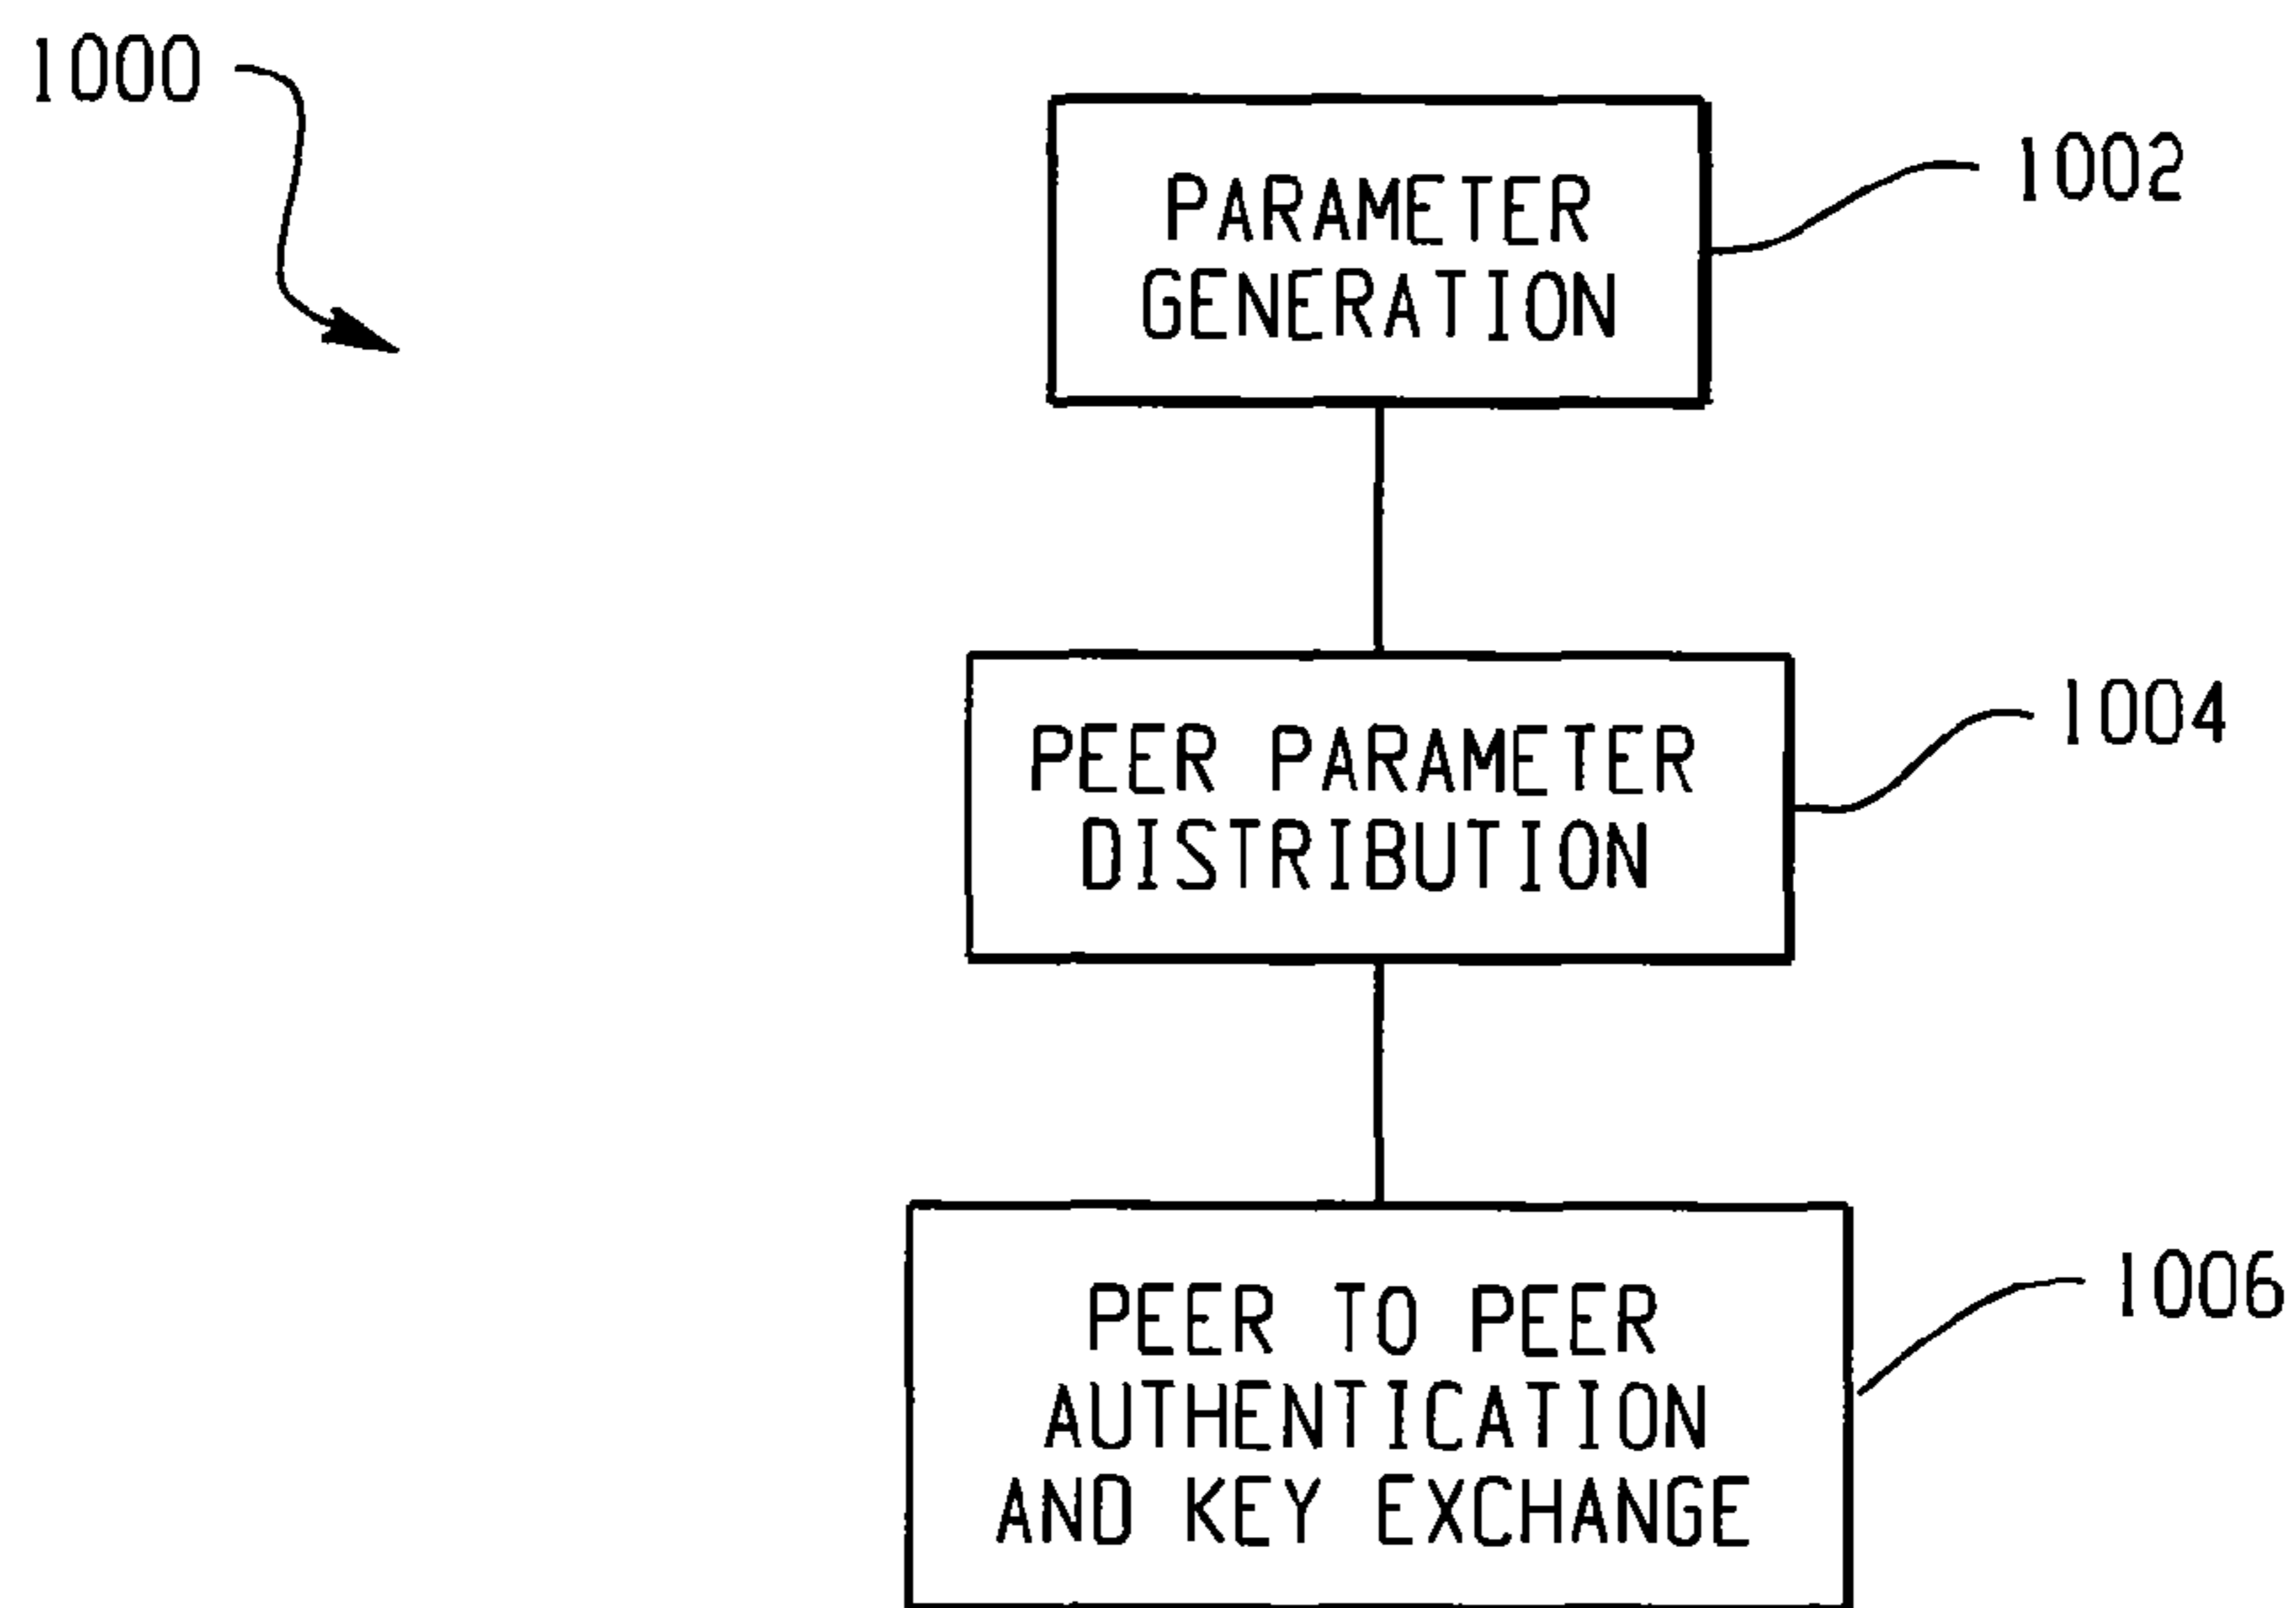 1000
PARAMETER
GENERATION
1002
PEER PARAMETER
DISTRIBUTION
1004
PEER TO PEER
AUTHENTICATION
AND KEY EXCHANGE
1006